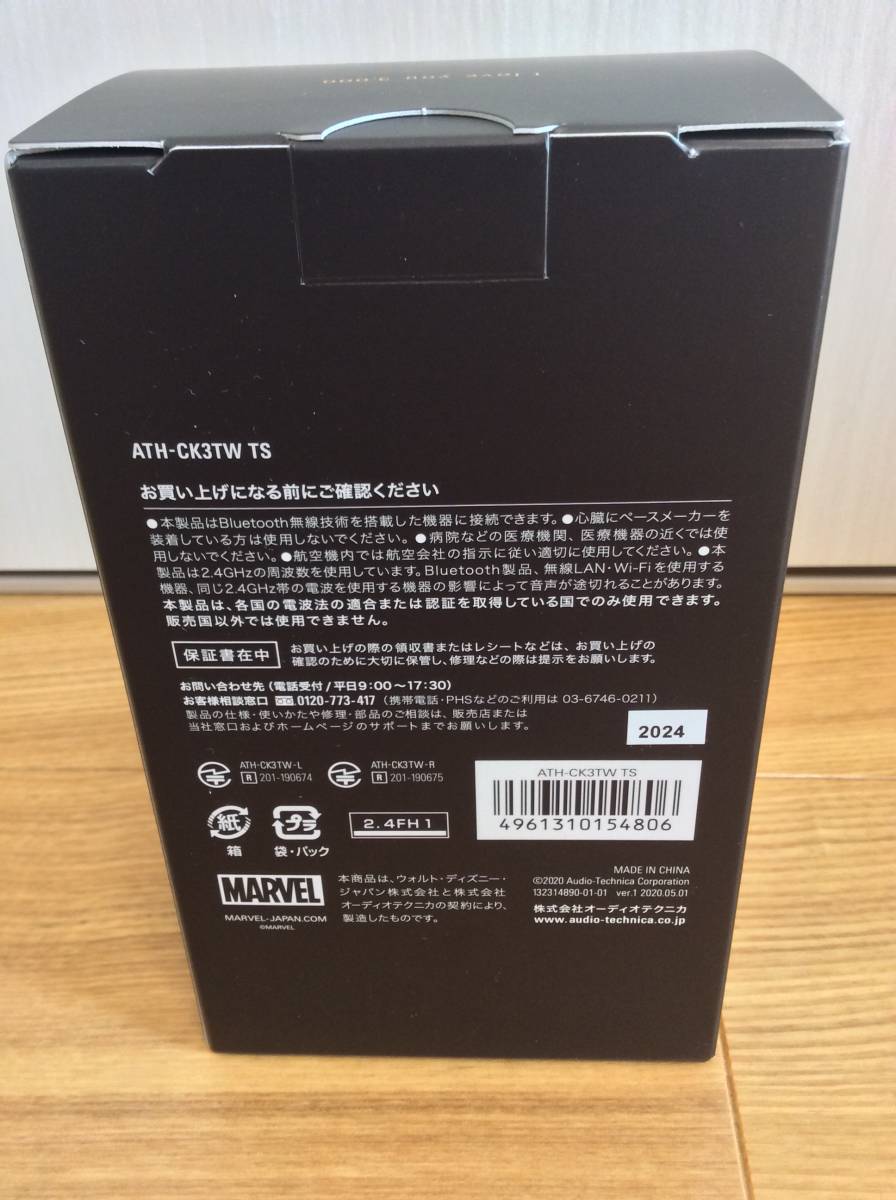 I love you 3,000
ATH-CK3TW TS
お買い上げになる前にご確認ください
●本製品はBluetooth無線技術を搭載した機器に接続できます。●心臓にペースメーカーを
装着している方は使用しないでください。●病院などの医療機関、医療機器の近くでは使
用しないでください。●航空機内では航空会社の指示に従い適切に使用してください。●本
製品は2.4GHzの周波数を使用しています。Bluetooth製品、無線LAN・Wi-Fiを使用する
機器、同じ2.4GHz帯の電波を使用する機器の影響によって音声が途切れることがあります。
本製品は、各国の電波法の適合または認証を取得している国でのみ使用できます。
販売国以外では使用できません。
保証書在中
お買い上げの際の領収書またはレシートなどは、お買い上げの
確認のために大切に保管し、修理などの際は提示をお願いします。
お問い合わせ先（電話受付/平日9:00〜17:30）
お客様相談窓口 0120-773-417（携帯電話・PHSなどのご利用は 03-6746-0211）
製品の仕様・使いかたや修理・部品のご相談は、販売店または
当社窓口およびホームページのサポートまでお願いします。
2024
ATH-CK3TW-L
R 201-190674
ATH-CK3TW-R
R 201-190675
紙
箱
プラ
袋・パック
2.4FH1
ATH-CK3TW TS
4961310154806
MARVEL
MARVEL-JAPAN.COM
©MARVEL
本商品は、ウォルト・ディズニー・
ジャパン株式会社と株式会社
オーディオテクニカの契約により、
製造したものです。
MADE IN CHINA
©2020 Audio-Technica Corporation
132314890-01-01 ver.1 2020.05.01
株式会社オーディオテクニカ
www.audio-technica.co.jp